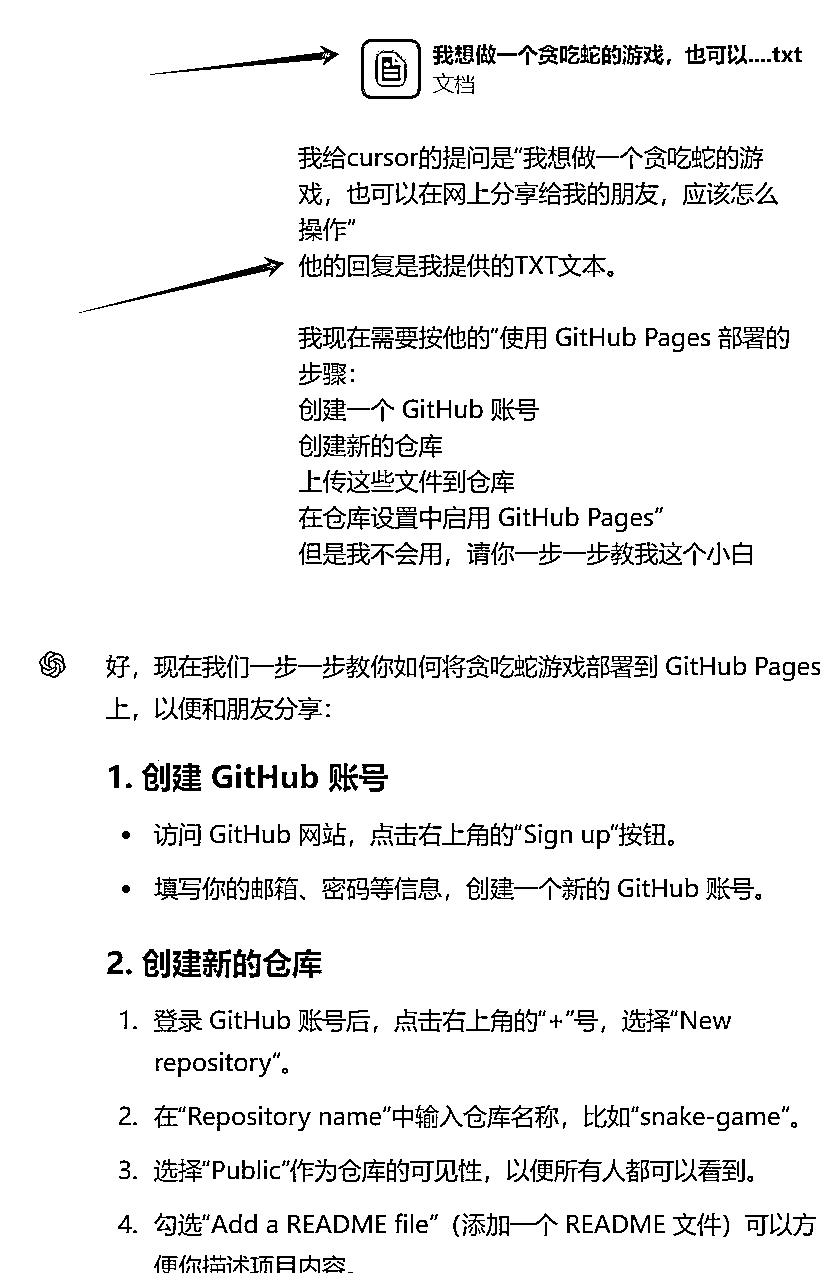 我想做一个贪吃蛇的游戏，也可以....txt
文档
我给cursor的提问是“我想做一个贪吃蛇的游
戏，也可以在网上分享给我的朋友，应该怎么
操作”
他的回复是我提供的TXT文本。
我现在需要按他的“使用 GitHub Pages 部署的
步骤：
创建一个 GitHub 账号
创建新的仓库
上传这些文件到仓库
在仓库设置中启用 GitHub Pages”
但是我不会用，请你一步一步教我这个小白
好，现在我们一步一步教你如何将贪吃蛇游戏部署到 GitHub Pages
上，以便和朋友分享：
1. 创建 GitHub 账号
• 访问 GitHub 网站，点击右上角的“Sign up”按钮。
• 填写你的邮箱、密码等信息，创建一个新的 GitHub 账号。
2. 创建新的仓库
1. 登录 GitHub 账号后，点击右上角的“+”号，选择“New
repository”。
2. 在“Repository name”中输入仓库名称，比如“snake-game”。
3. 选择“Public”作为仓库的可见性，以便所有人都可以看到。
4. 勾选“Add a README file”（添加一个 README 文件）可以方
便你描述项目内容。